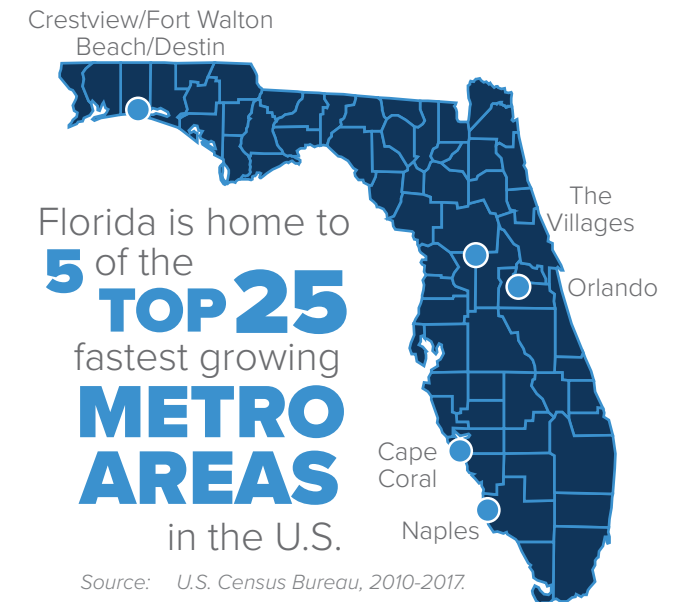 Crestview/Fort Walton
Beach/Destin
Florida is home to
5 of the
TOP 25
fastest growing
METRO
AREAS
in the U.S.
The
Villages
Orlando
Cape
Coral
Naples
Source: U.S. Census Bureau, 2010-2017.